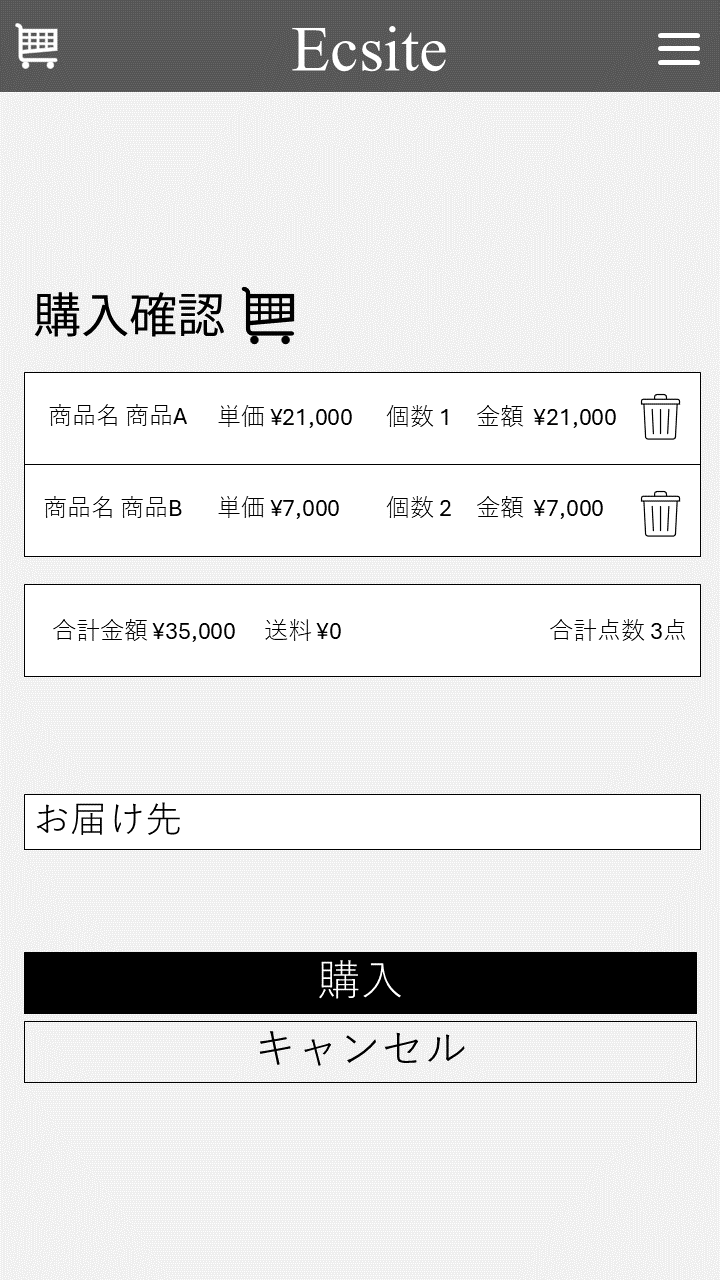 Ecsite
購入確認
商品名 商品A 単価 ¥21,000 個数 1 金額 ¥21,000
商品名 商品B 単価 ¥7,000 個数 2 金額 ¥7,000
合計金額 ¥35,000 送料 ¥0 合計点数 3点
お届け先
購入
キャンセル